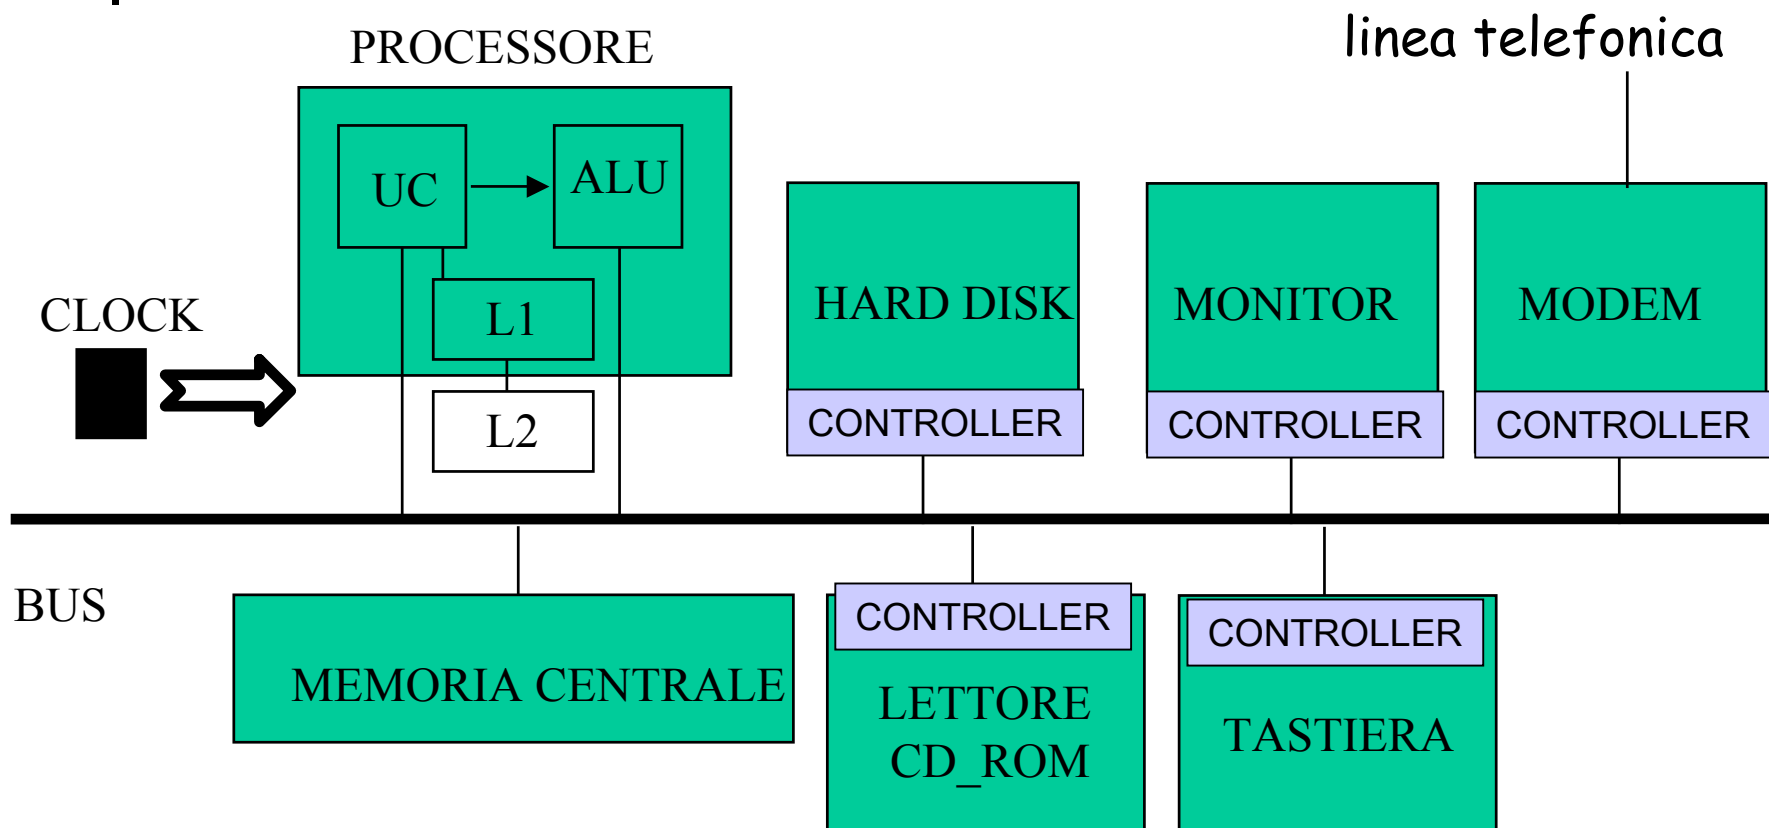 linea telefonica
PROCESSORE
UC
ALU
L1
L2
CLOCK
HARD DISK
CONTROLLER
MONITOR
CONTROLLER
MODEM
CONTROLLER
BUS
MEMORIA CENTRALE
CONTROLLER
LETTORE
CD_ROM
CONTROLLER
TASTIERA